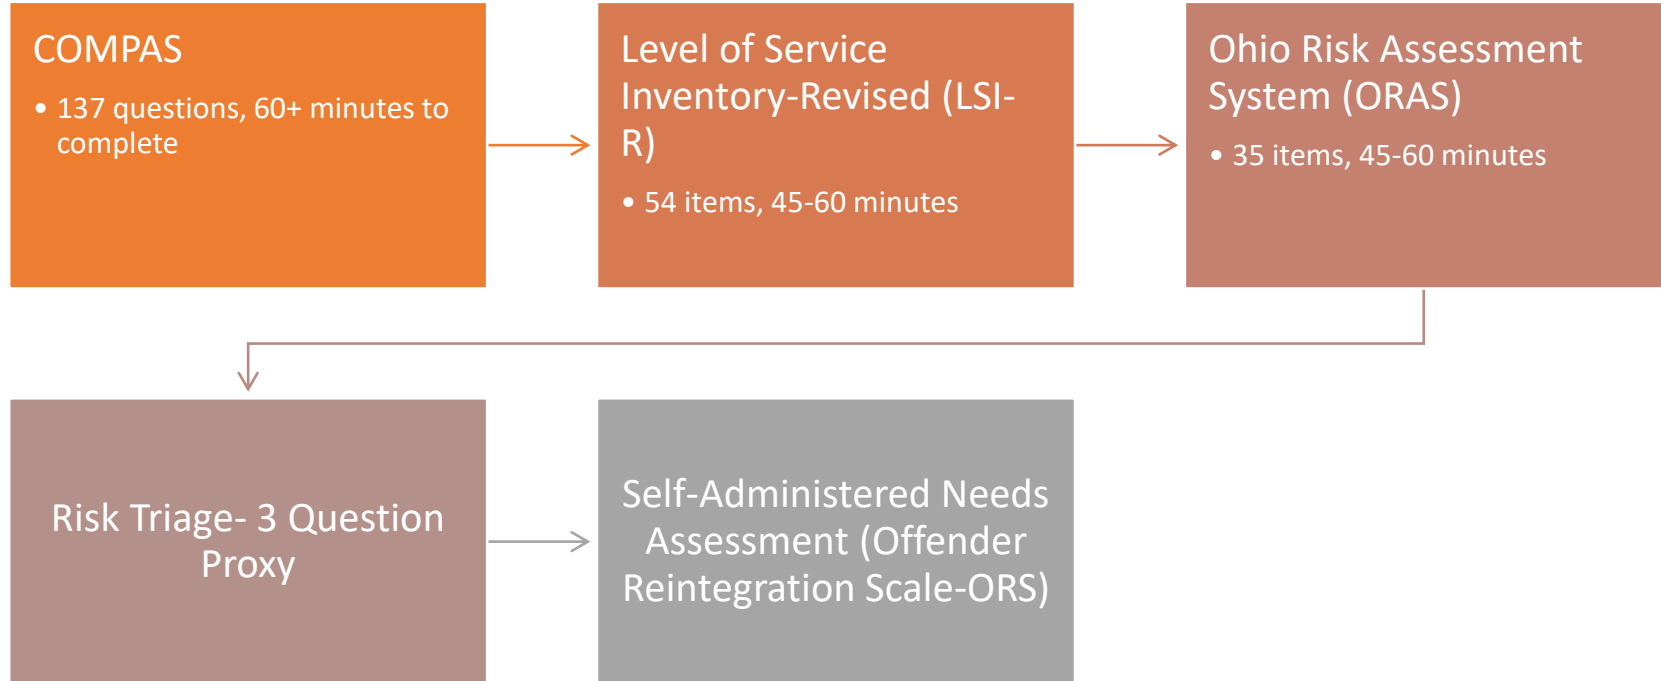 COMPAS
• 137 questions, 60+ minutes to
complete
Level of Service
Inventory-Revised (LSI-
R)
• 54 items, 45-60 minutes
Ohio Risk Assessment
System (ORAS)
• 35 items, 45-60 minutes
Risk Triage- 3 Question
Proxy
Self-Administered Needs
Assessment (Offender
Reintegration Scale-ORS)